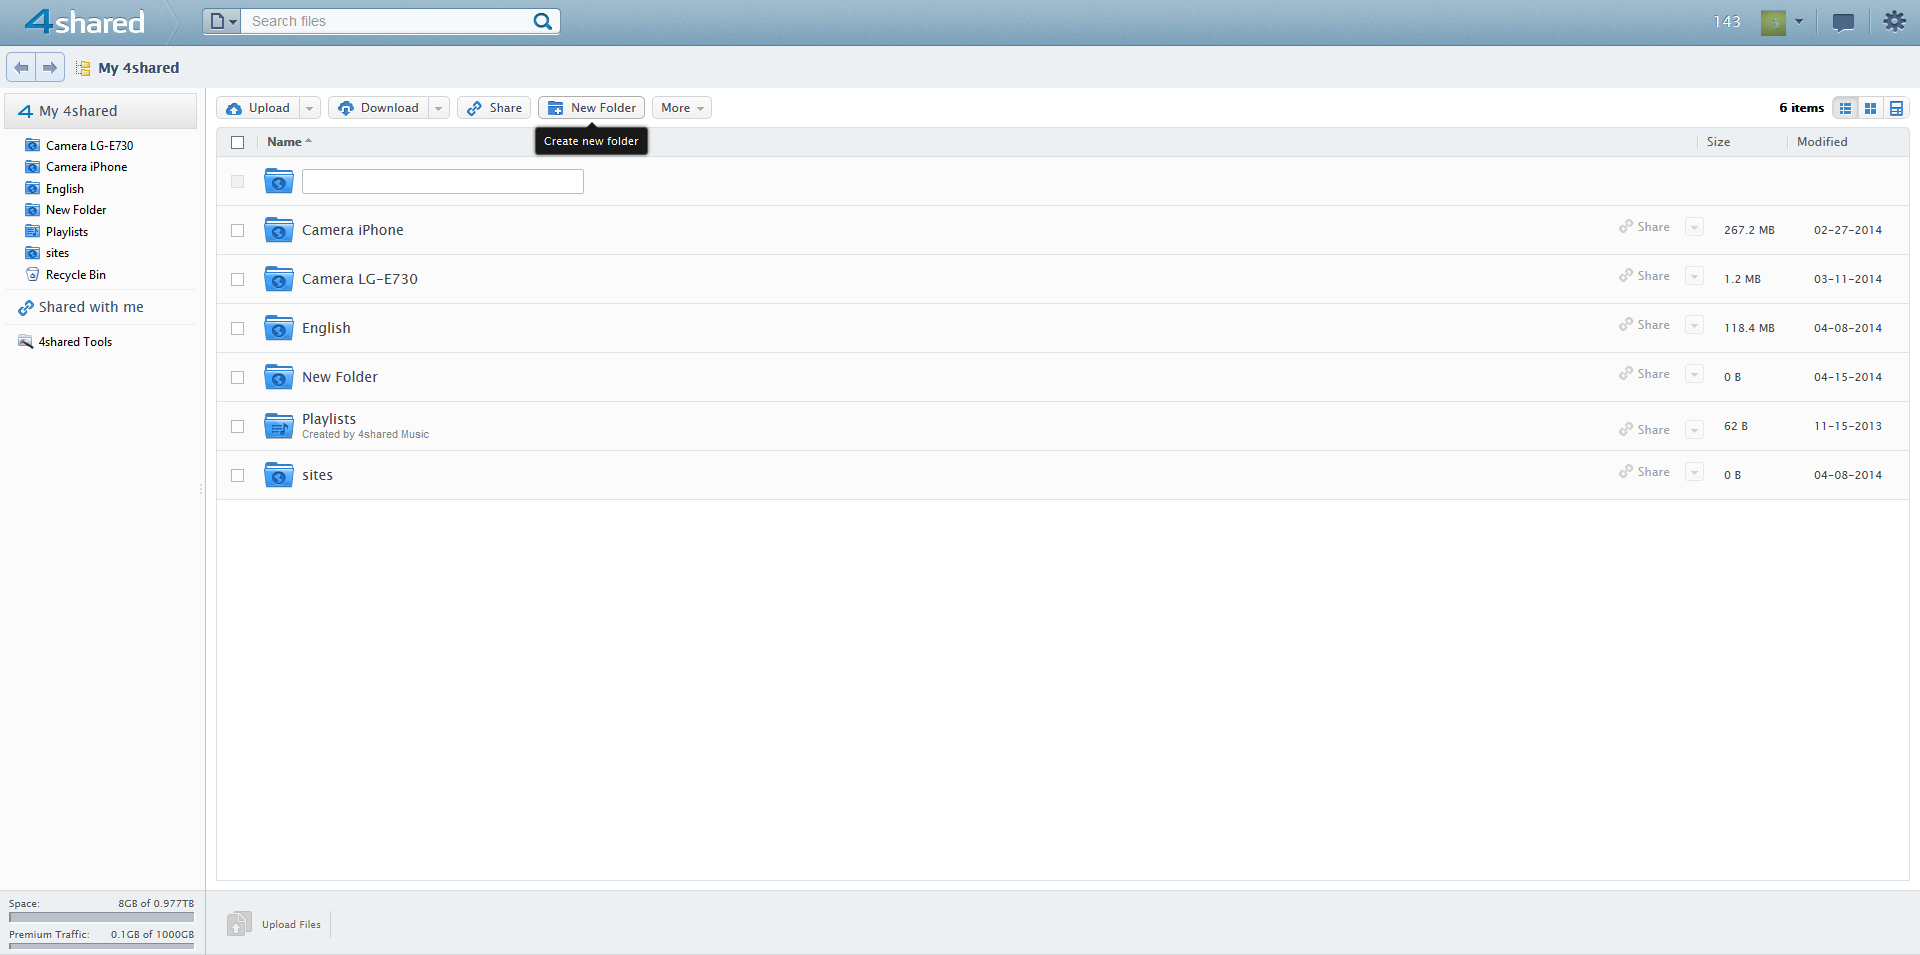 4shared
Search files
143
My 4shared
My 4shared
Camera LG-E730
Camera iPhone
English
New Folder
Playlists
sites
Recycle Bin
Shared with me
4shared Tools
Upload Download Share New Folder More
6 items
Create new folder
Name Size Modified
Camera iPhone Share 267.2 MB 02-27-2014
Camera LG-E730 Share 1.2 MB 03-11-2014
English Share 118.4 MB 04-08-2014
New Folder Share 0 B 04-15-2014
Playlists Share 62 B 11-15-2013
Created by 4shared Music
sites Share 0 B 04-08-2014
Space: 8GB of 0.977TB
Premium Traffic: 0.1GB of 1000GB
Upload Files